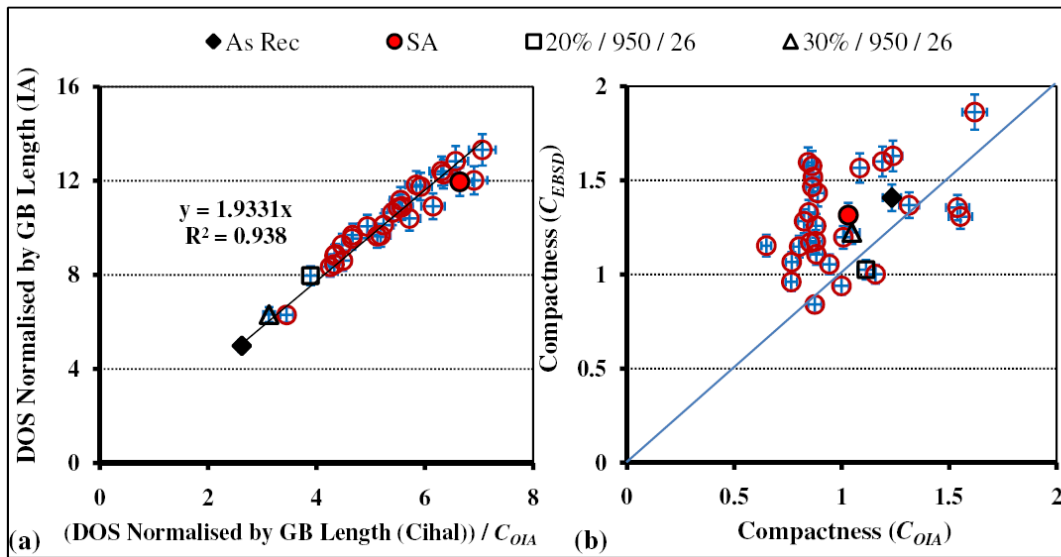 As Rec
SA
20% / 950 / 26
30% / 950 / 26
DOS Normalised by GB Length (IA)
16
12
8
4
0
y = 1.9331x
R² = 0.938
0
2
4
6
8
(a)
(DOS Normalised by GB Length (Cihal)) / C_OIA
Compactness (C_EBSD)
2
1.5
1
0.5
0
0
0.5
1
1.5
2
(b)
Compactness (C_OIA)